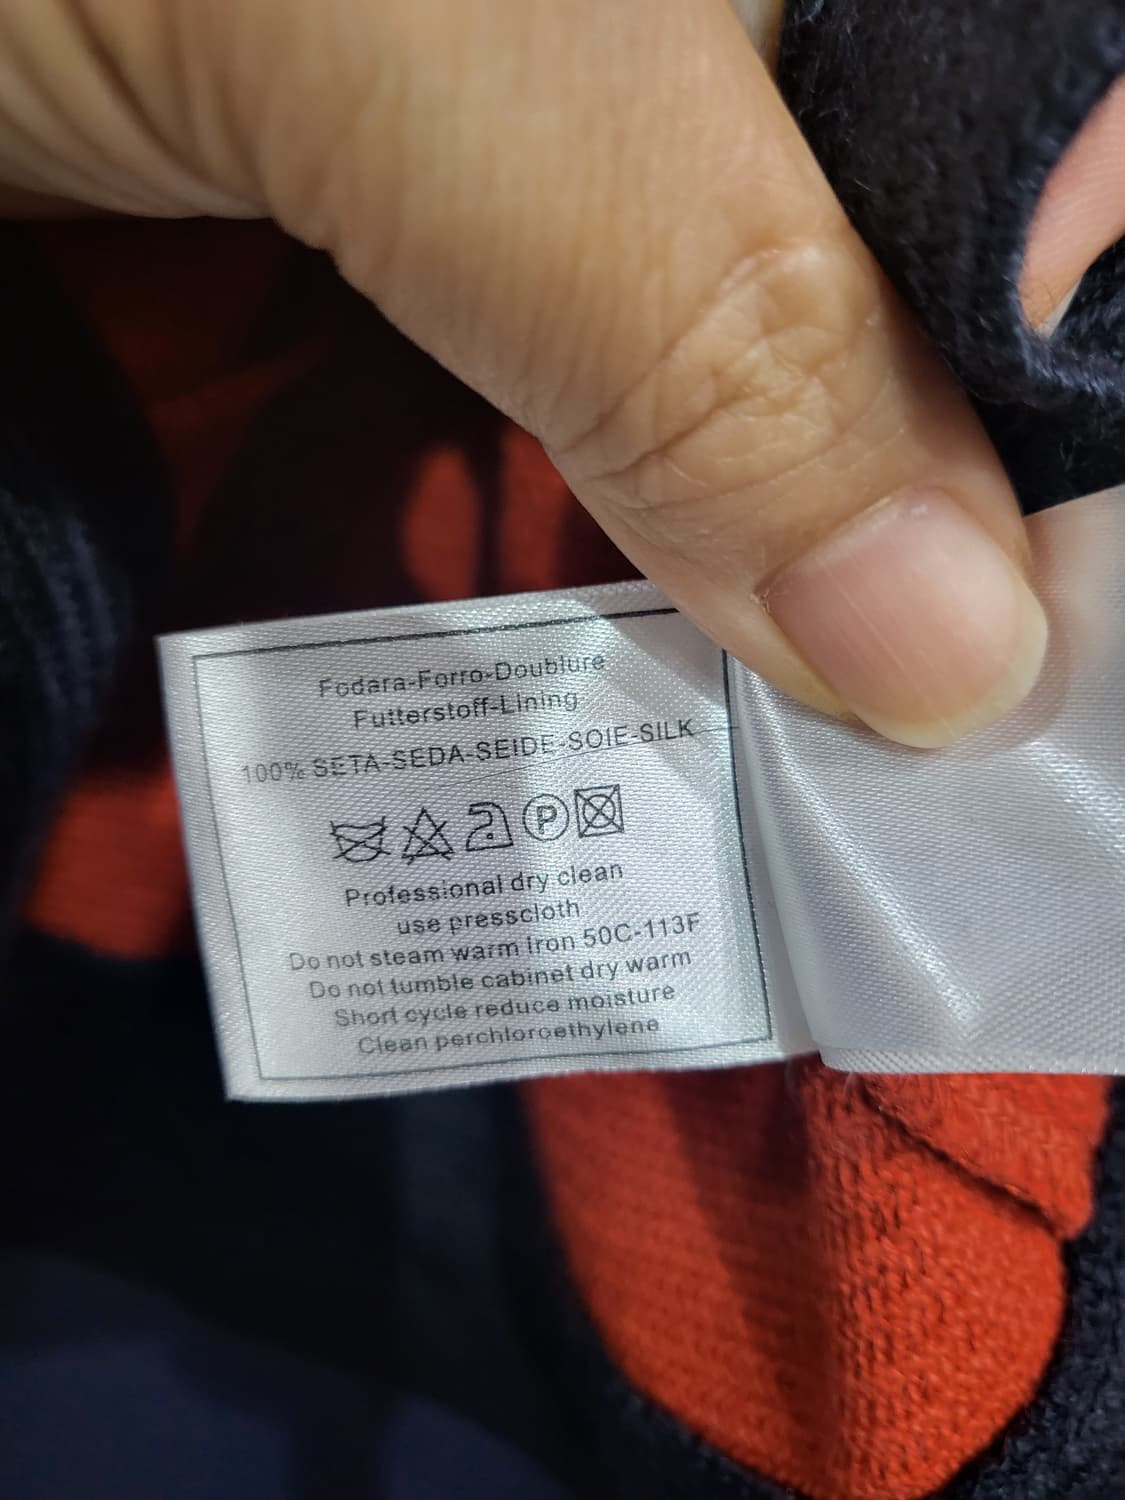 Fodara-Forro-Doublure
Futterstoff-Lining
100% SETA-SEDA-SEIDE-SOIE-SILK
P
Professional dry clean
use presscloth
Do not steam warm Iron 50C-113F
Do not tumble cabinet dry warm
Short cycle reduce moisture
Clean perchloroethylene